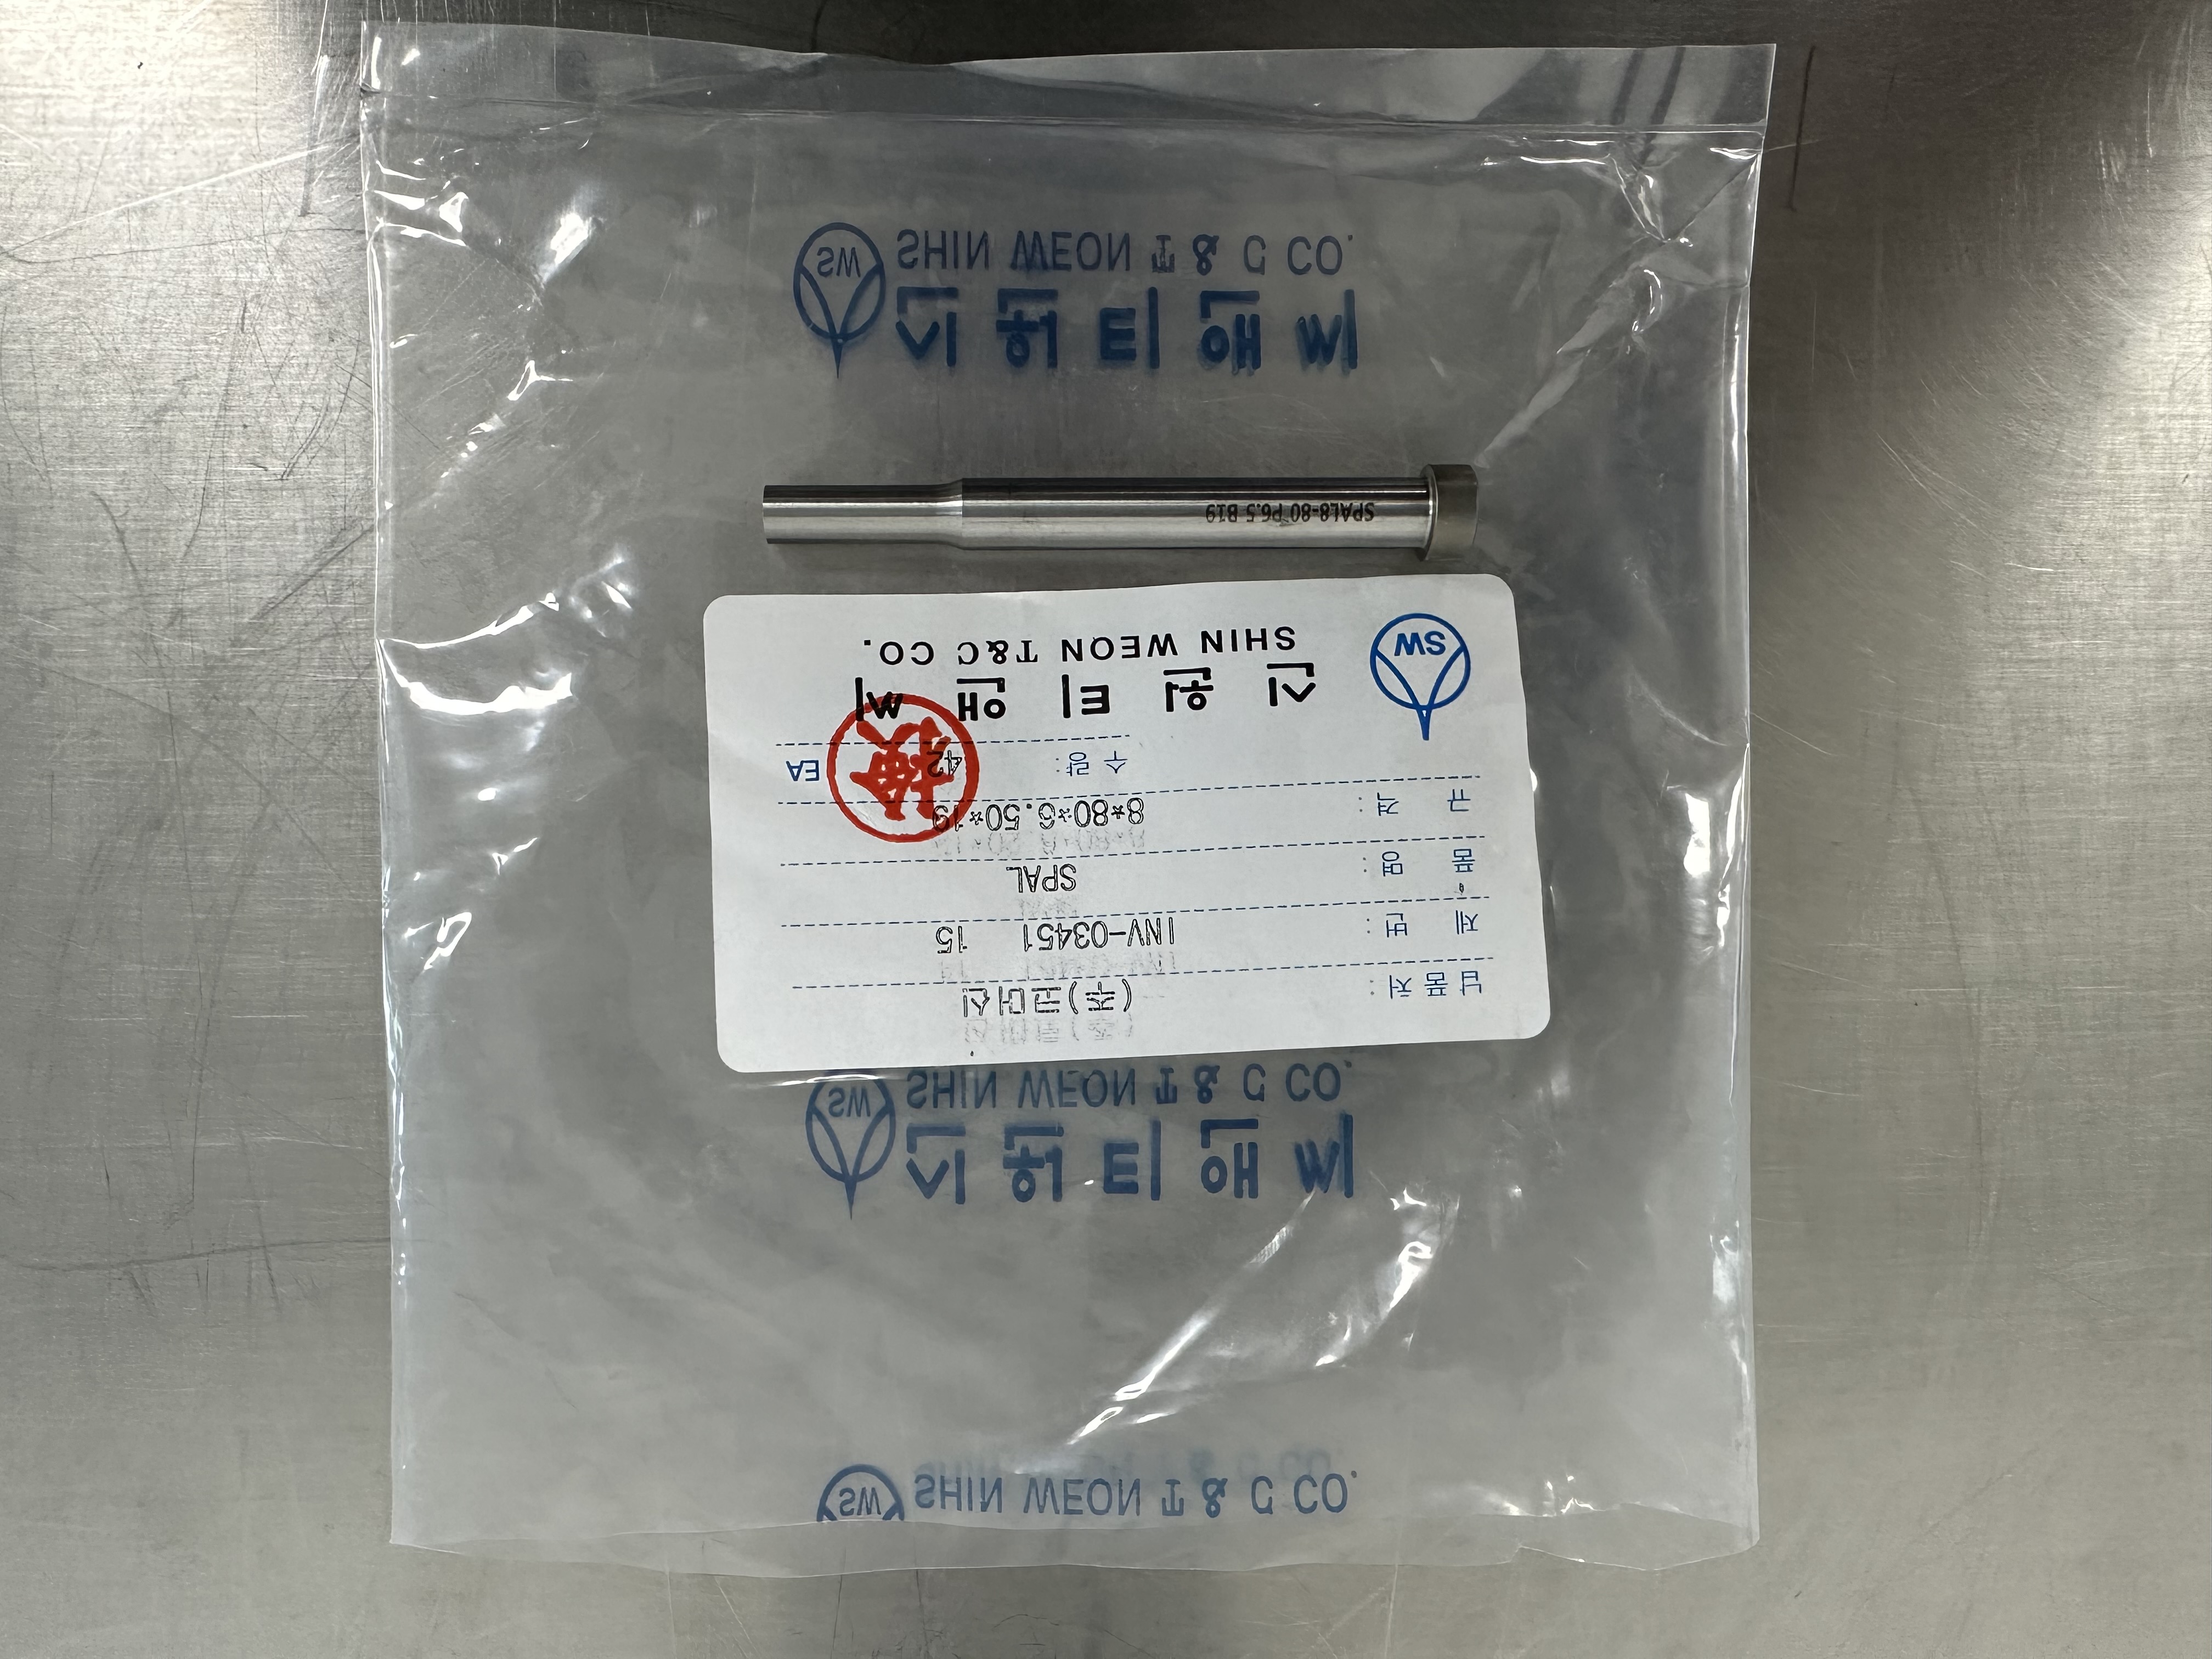 SW
SHIN WEON T & C CO.
신원티앤씨
SPAL8-80 P6.5 B19
납품처: (주)코머신
제 번: INV-03451 15
품 명: SPAL
규 격: 8*80*6.50*19
수 량: 42 EA
신 원 티 앤 씨
SHIN WEON T&C CO.
SW
SW
SHIN WEON T & C CO.
신원티앤씨
SW
SHIN WEON T & C CO.